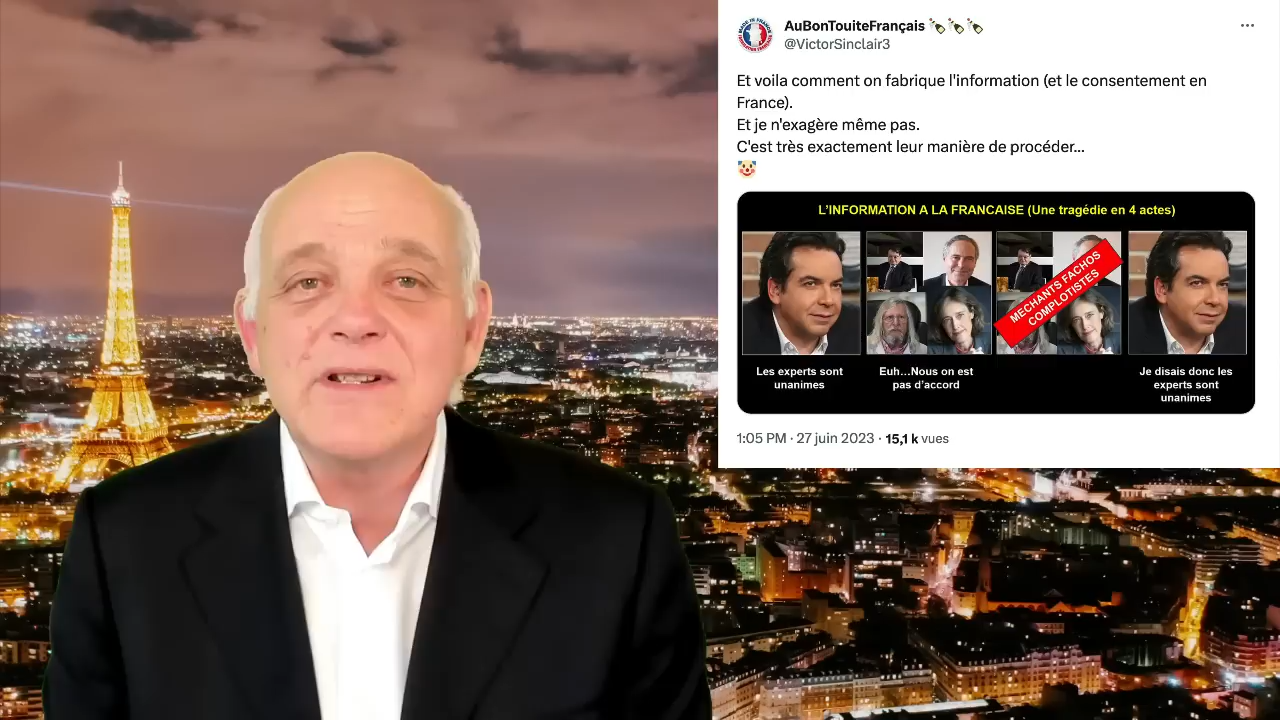 AuBonTouiteFrançais
@VictorSinclair3
Et voila comment on fabrique l'information (et le consentement en
France).
Et je n'exagère même pas.
C'est très exactement leur manière de procéder...
L'INFORMATION A LA FRANCAISE (Une tragédie en 4 actes)
MECHANTS FACHOS
COMPLOTISTES
Les experts sont
unanimes
Euh...Nous on est
pas d'accord
Je disais donc les
experts sont
unanimes
1:05 PM · 27 juin 2023 · 15,1 k vues